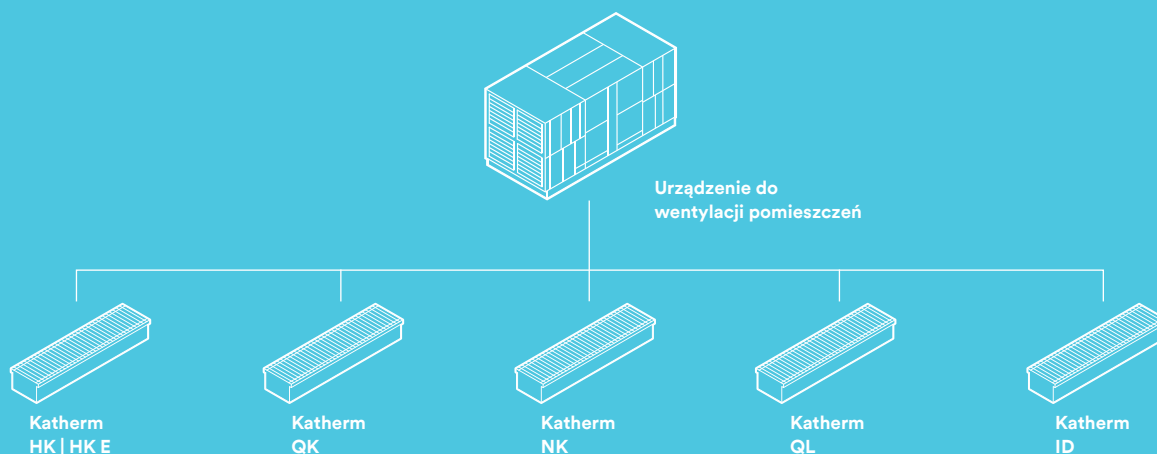 Urządzenie do
wentylacji pomieszczeń
Katherm
HK | HK E
Katherm
QK
Katherm
NK
Katherm
QL
Katherm
ID